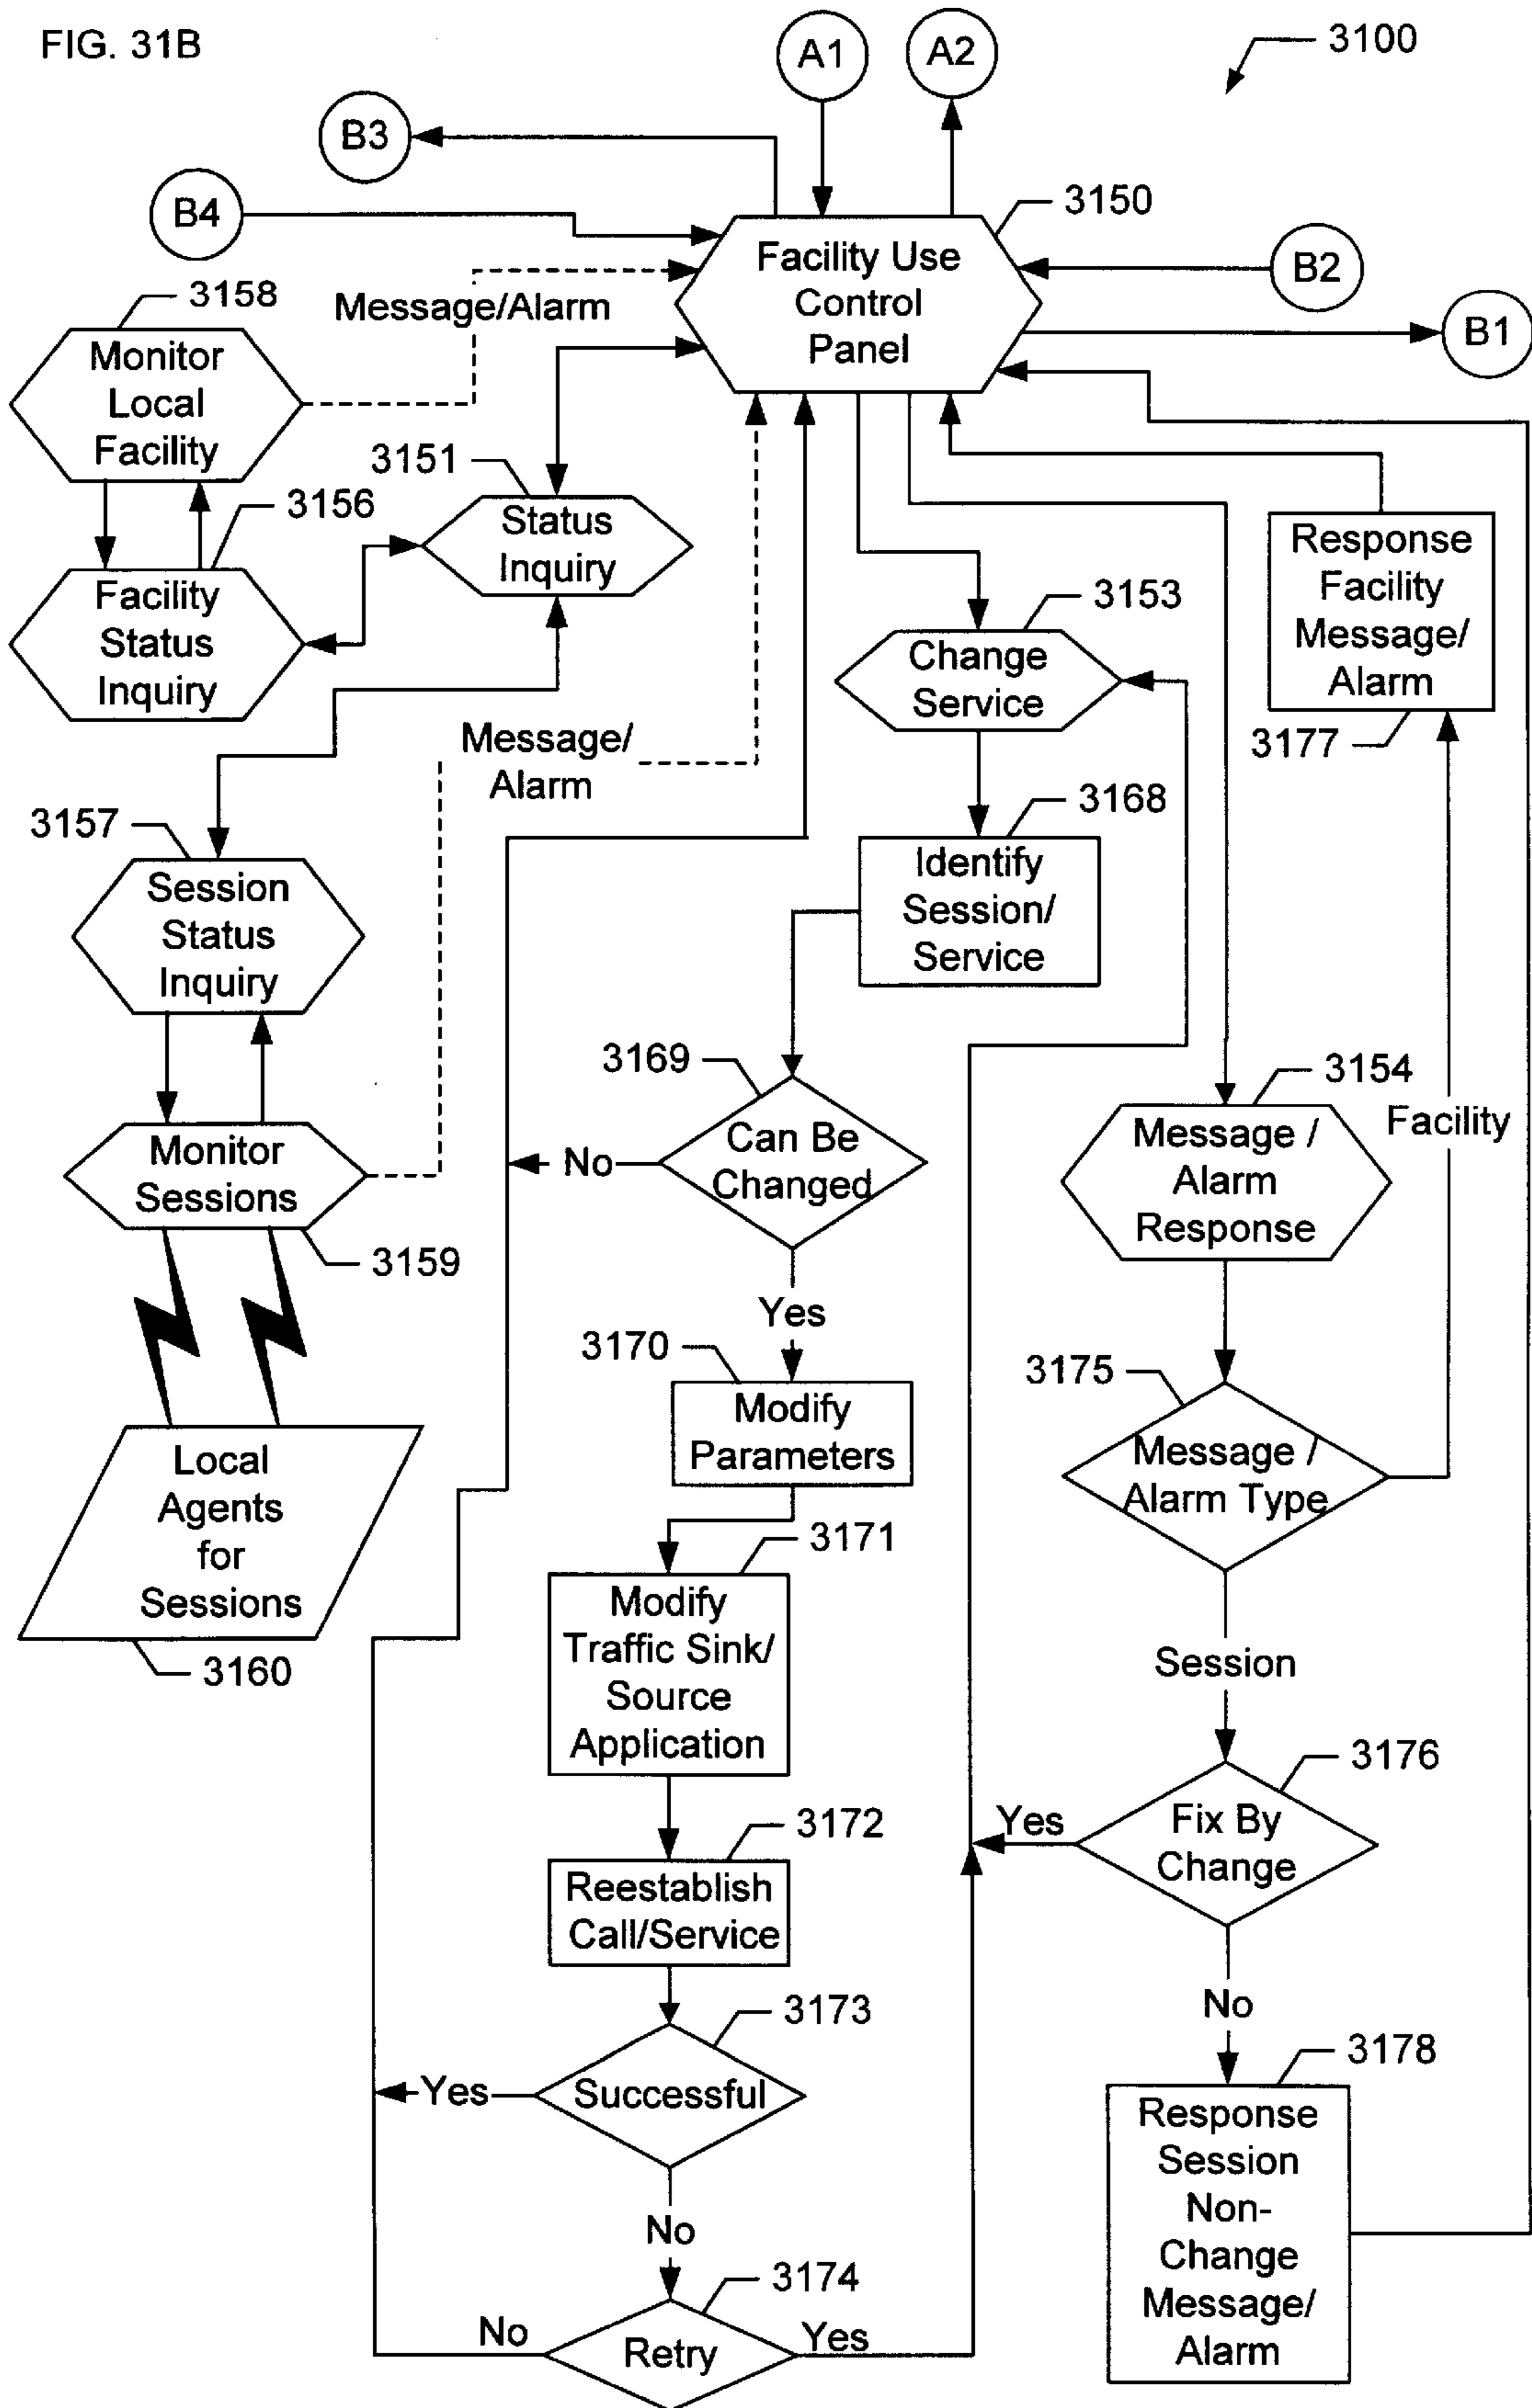 FIG. 31B
A1
A2
3100
B3
B4
3150
Facility Use
Control
Panel
B2
B1
3158
Message/Alarm
Monitor
Local
Facility
3151
Status
Inquiry
3156
Facility
Status
Inquiry
Response
Facility
Message/
Alarm
3177
3153
Change
Service
Message/
Alarm
3168
Identify
Session/
Service
3157
Session
Status
Inquiry
3169
Can Be
Changed
No
Yes
3154
Message /
Alarm
Response
Facility
Monitor
Sessions
3159
3170
Modify
Parameters
3175
Message /
Alarm Type
Local
Agents
for
Sessions
3160
3171
Modify
Traffic Sink/
Source
Application
Session
3176
Fix By
Change
Yes
3172
Reestablish
Call/Service
No
3173
Successful
Yes
3178
Response
Session
Non-
Change
Message/
Alarm
No
3174
No
Retry
Yes